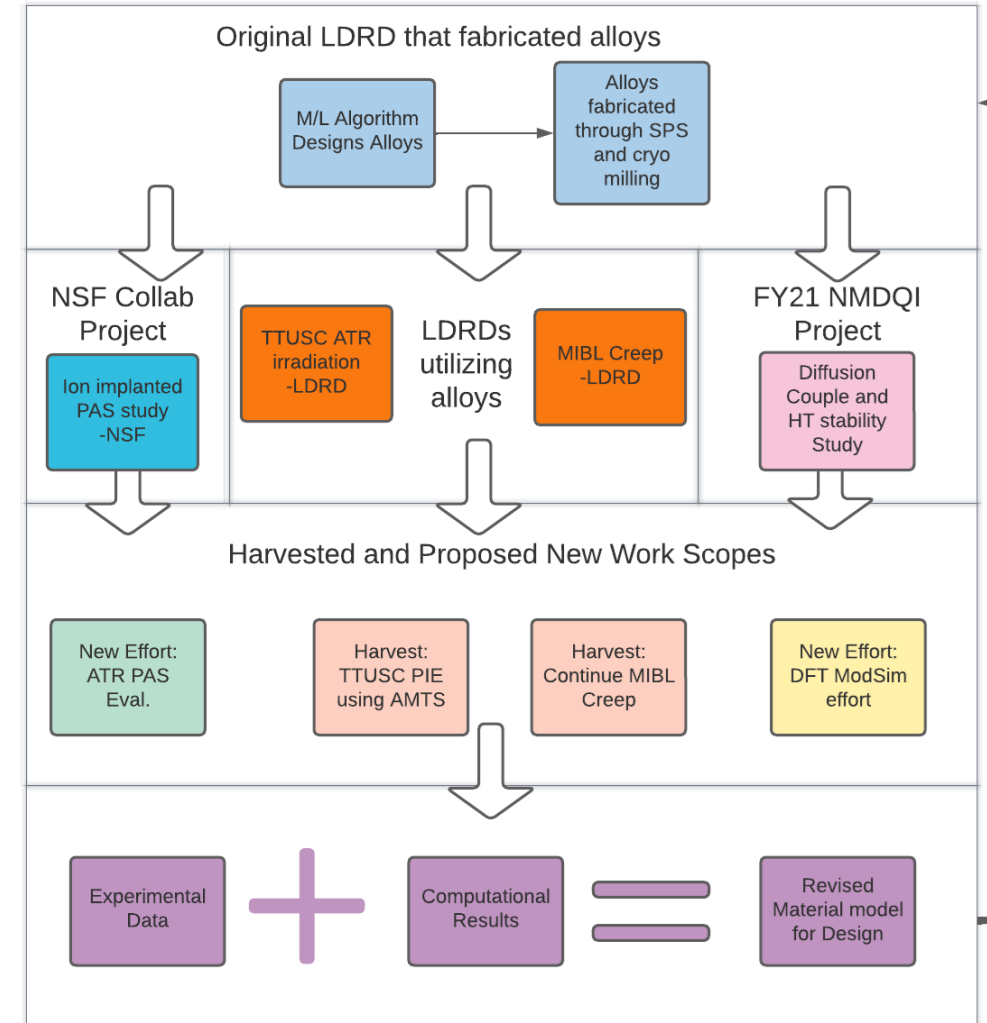 Original LDRD that fabricated alloys
M/L Algorithm
Designs Alloys
Alloys
fabricated
through SPS
and cryo
milling
NSF Collab
Project
Ion implanted
PAS study
-NSF
TTUSC ATR
irradiation
-LDRD
LDRDs
utilizing
alloys
MIBL Creep
-LDRD
FY21 NMDQI
Project
Diffusion
Couple and
HT stability
Study
Harvested and Proposed New Work Scopes
New Effort:
ATR PAS
Eval.
Harvest:
TTUSC PIE
using AMTS
Harvest:
Continue MIBL
Creep
New Effort:
DFT ModSim
effort
Experimental
Data
Computational
Results
Revised
Material model
for Design